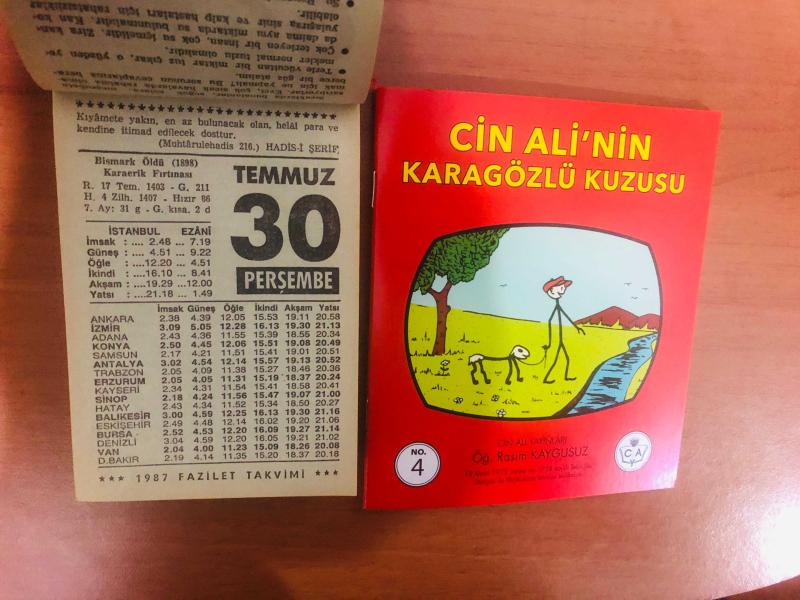 Kıyâmete yakın, en az bulunacak olan, helâl para ve
kendine itimad edilecek dosttur.
(Muhtârulehadis 216.) HADİS-İ ŞERİF
Bismark Öldü (1898)
Karaerik Fırtınası
R. 17 Tem. 1403 - G. 211
H. 4 Zilh. 1407 - Hızır 86
7. Ay: 31 g - G. kısa. 2 d
TEMMUZ
30
PERŞEMBE
İSTANBUL EZANİ
İmsak : .... 2.48 ... 7.19
Güneş : .... 4.51 ... 9.22
Öğle : ....12.20 ... 4.51
İkindi : ....16.10 ... 8.41
Akşam : ....19.29 ...12.00
Yatsı : ....21.18 ... 1.49
İmsak Güneş Öğle İkindi Akşam Yatsı
ANKARA 2.38 4.39 12.05 15.53 19.11 20.58
İZMİR 3.09 5.05 12.28 16.13 19.30 21.13
ADANA 2.43 4.36 11.55 15.39 18.55 20.34
KONYA 2.50 4.45 12.06 15.51 19.08 20.49
SAMSUN 2.17 4.21 11.51 15.41 19.01 20.51
ANTALYA 3.02 4.54 12.14 15.57 19.13 20.52
TRABZON 2.05 4.09 11.38 15.27 18.46 20.36
ERZURUM 2.05 4.05 11.31 15.19 18.37 20.24
KAYSERİ 2.34 4.31 11.54 15.41 18.58 20.41
SİNOP 2.18 4.24 11.56 15.47 19.07 21.00
HATAY 2.43 4.34 11.52 15.34 18.50 20.27
BALIKESİR 3.00 4.59 12.25 16.13 19.30 21.16
ESKİŞEHİR 2.49 4.48 12.14 16.02 19.20 21.06
BURSA 2.52 4.53 12.20 16.09 19.27 21.14
DENİZLİ 3.04 4.59 12.20 16.05 19.21 21.02
VAN 2.04 4.00 11.23 15.09 18.26 20.08
D.BAKIR 2.19 4.14 11.35 15.20 18.37 20.18
*** 1987 FAZİLET TAKVİMİ ***
CİN ALİ'NİN
KARAGÖZLÜ KUZUSU
CİN ALİ YAYINLARI
Öğ. Rasim KAYGUSUZ
NO.
4
C A